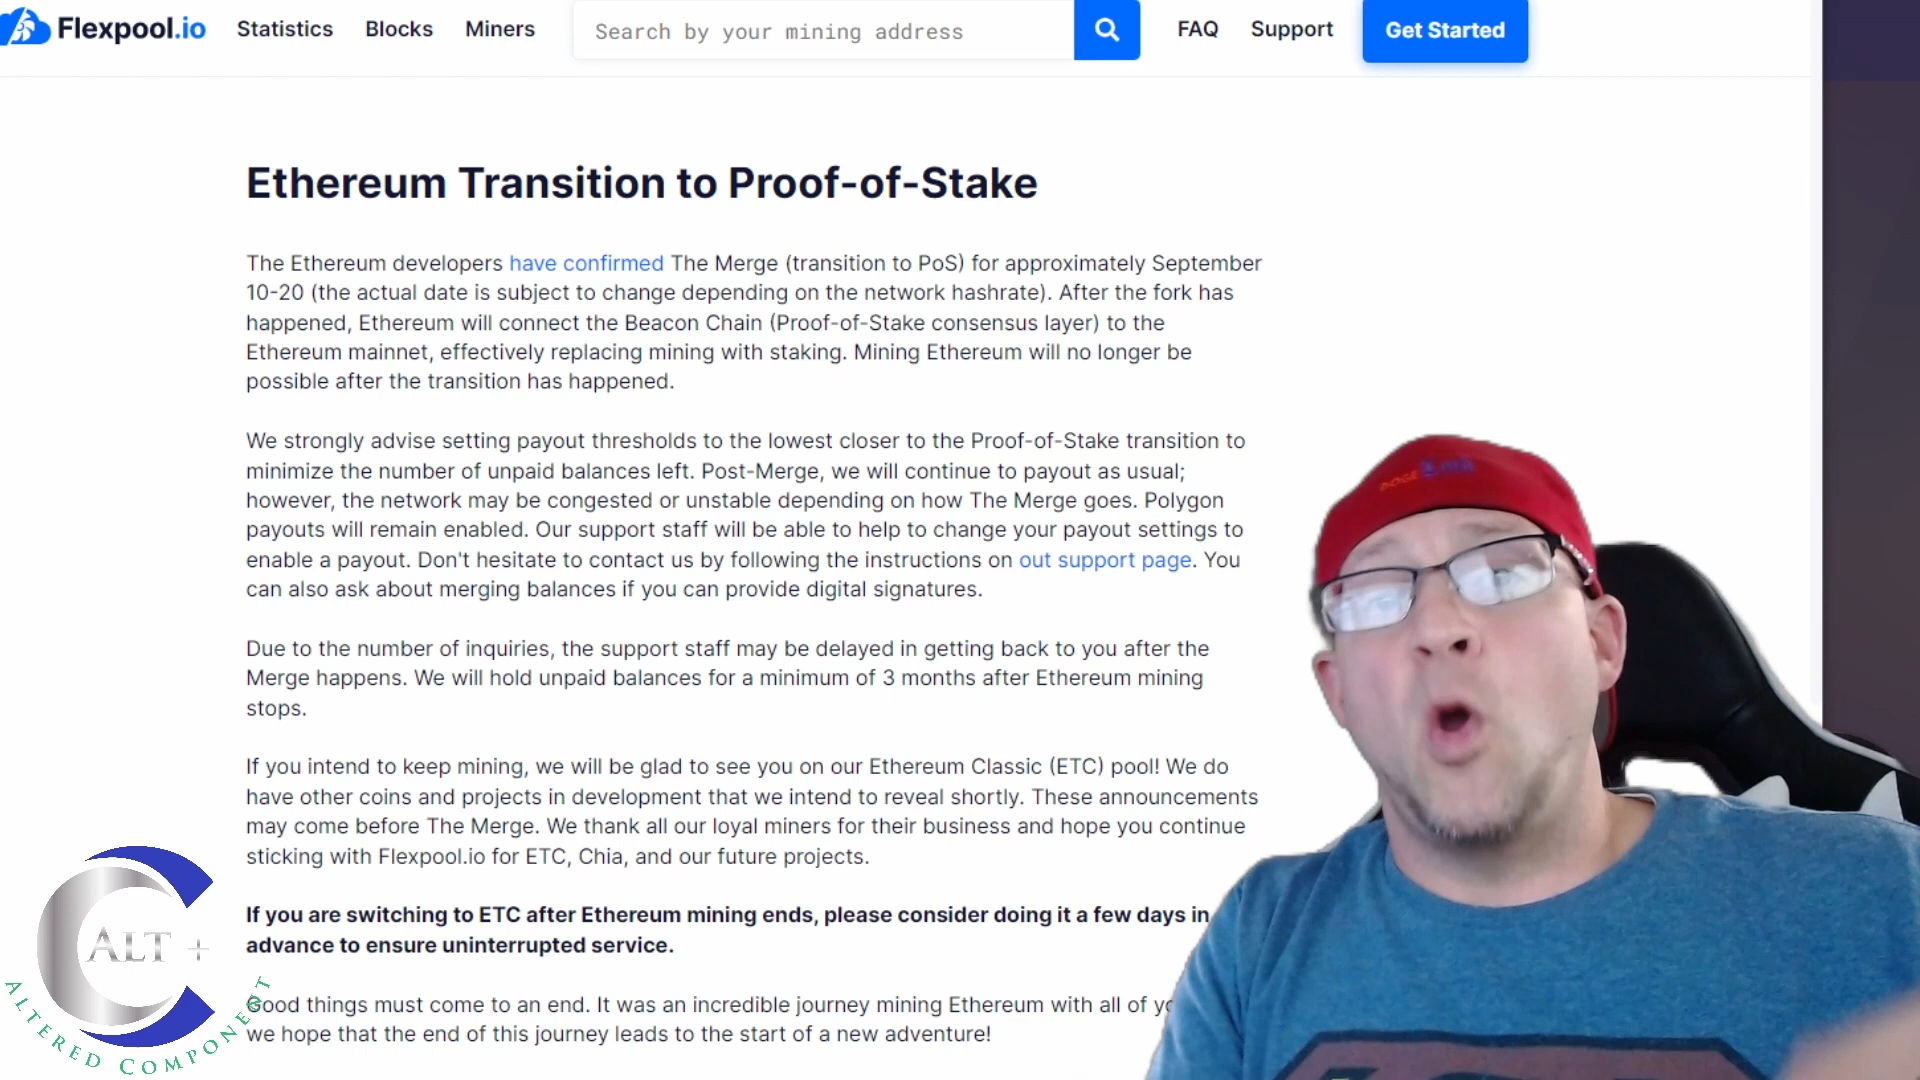 Flexpool.io Statistics Blocks Miners Search by your mining address FAQ Support Get Started
Ethereum Transition to Proof-of-Stake
The Ethereum developers have confirmed The Merge (transition to PoS) for approximately September
10-20 (the actual date is subject to change depending on the network hashrate). After the fork has
happened, Ethereum will connect the Beacon Chain (Proof-of-Stake consensus layer) to the
Ethereum mainnet, effectively replacing mining with staking. Mining Ethereum will no longer be
possible after the transition has happened.
We strongly advise setting payout thresholds to the lowest closer to the Proof-of-Stake transition to
minimize the number of unpaid balances left. Post-Merge, we will continue to payout as usual;
however, the network may be congested or unstable depending on how The Merge goes. Polygon
payouts will remain enabled. Our support staff will be able to help to change your payout settings to
enable a payout. Don't hesitate to contact us by following the instructions on out support page. You
can also ask about merging balances if you can provide digital signatures.
Due to the number of inquiries, the support staff may be delayed in getting back to you after the
Merge happens. We will hold unpaid balances for a minimum of 3 months after Ethereum mining
stops.
If you intend to keep mining, we will be glad to see you on our Ethereum Classic (ETC) pool! We do
have other coins and projects in development that we intend to reveal shortly. These announcements
may come before The Merge. We thank all our loyal miners for their business and hope you continue
sticking with Flexpool.io for ETC, Chia, and our future projects.
If you are switching to ETC after Ethereum mining ends, please consider doing it a few days in
advance to ensure uninterrupted service.
Good things must come to an end. It was an incredible journey mining Ethereum with all of
we hope that the end of this journey leads to the start of a new adventure!
ALT +
ALTERED COMPONENT
DOGE